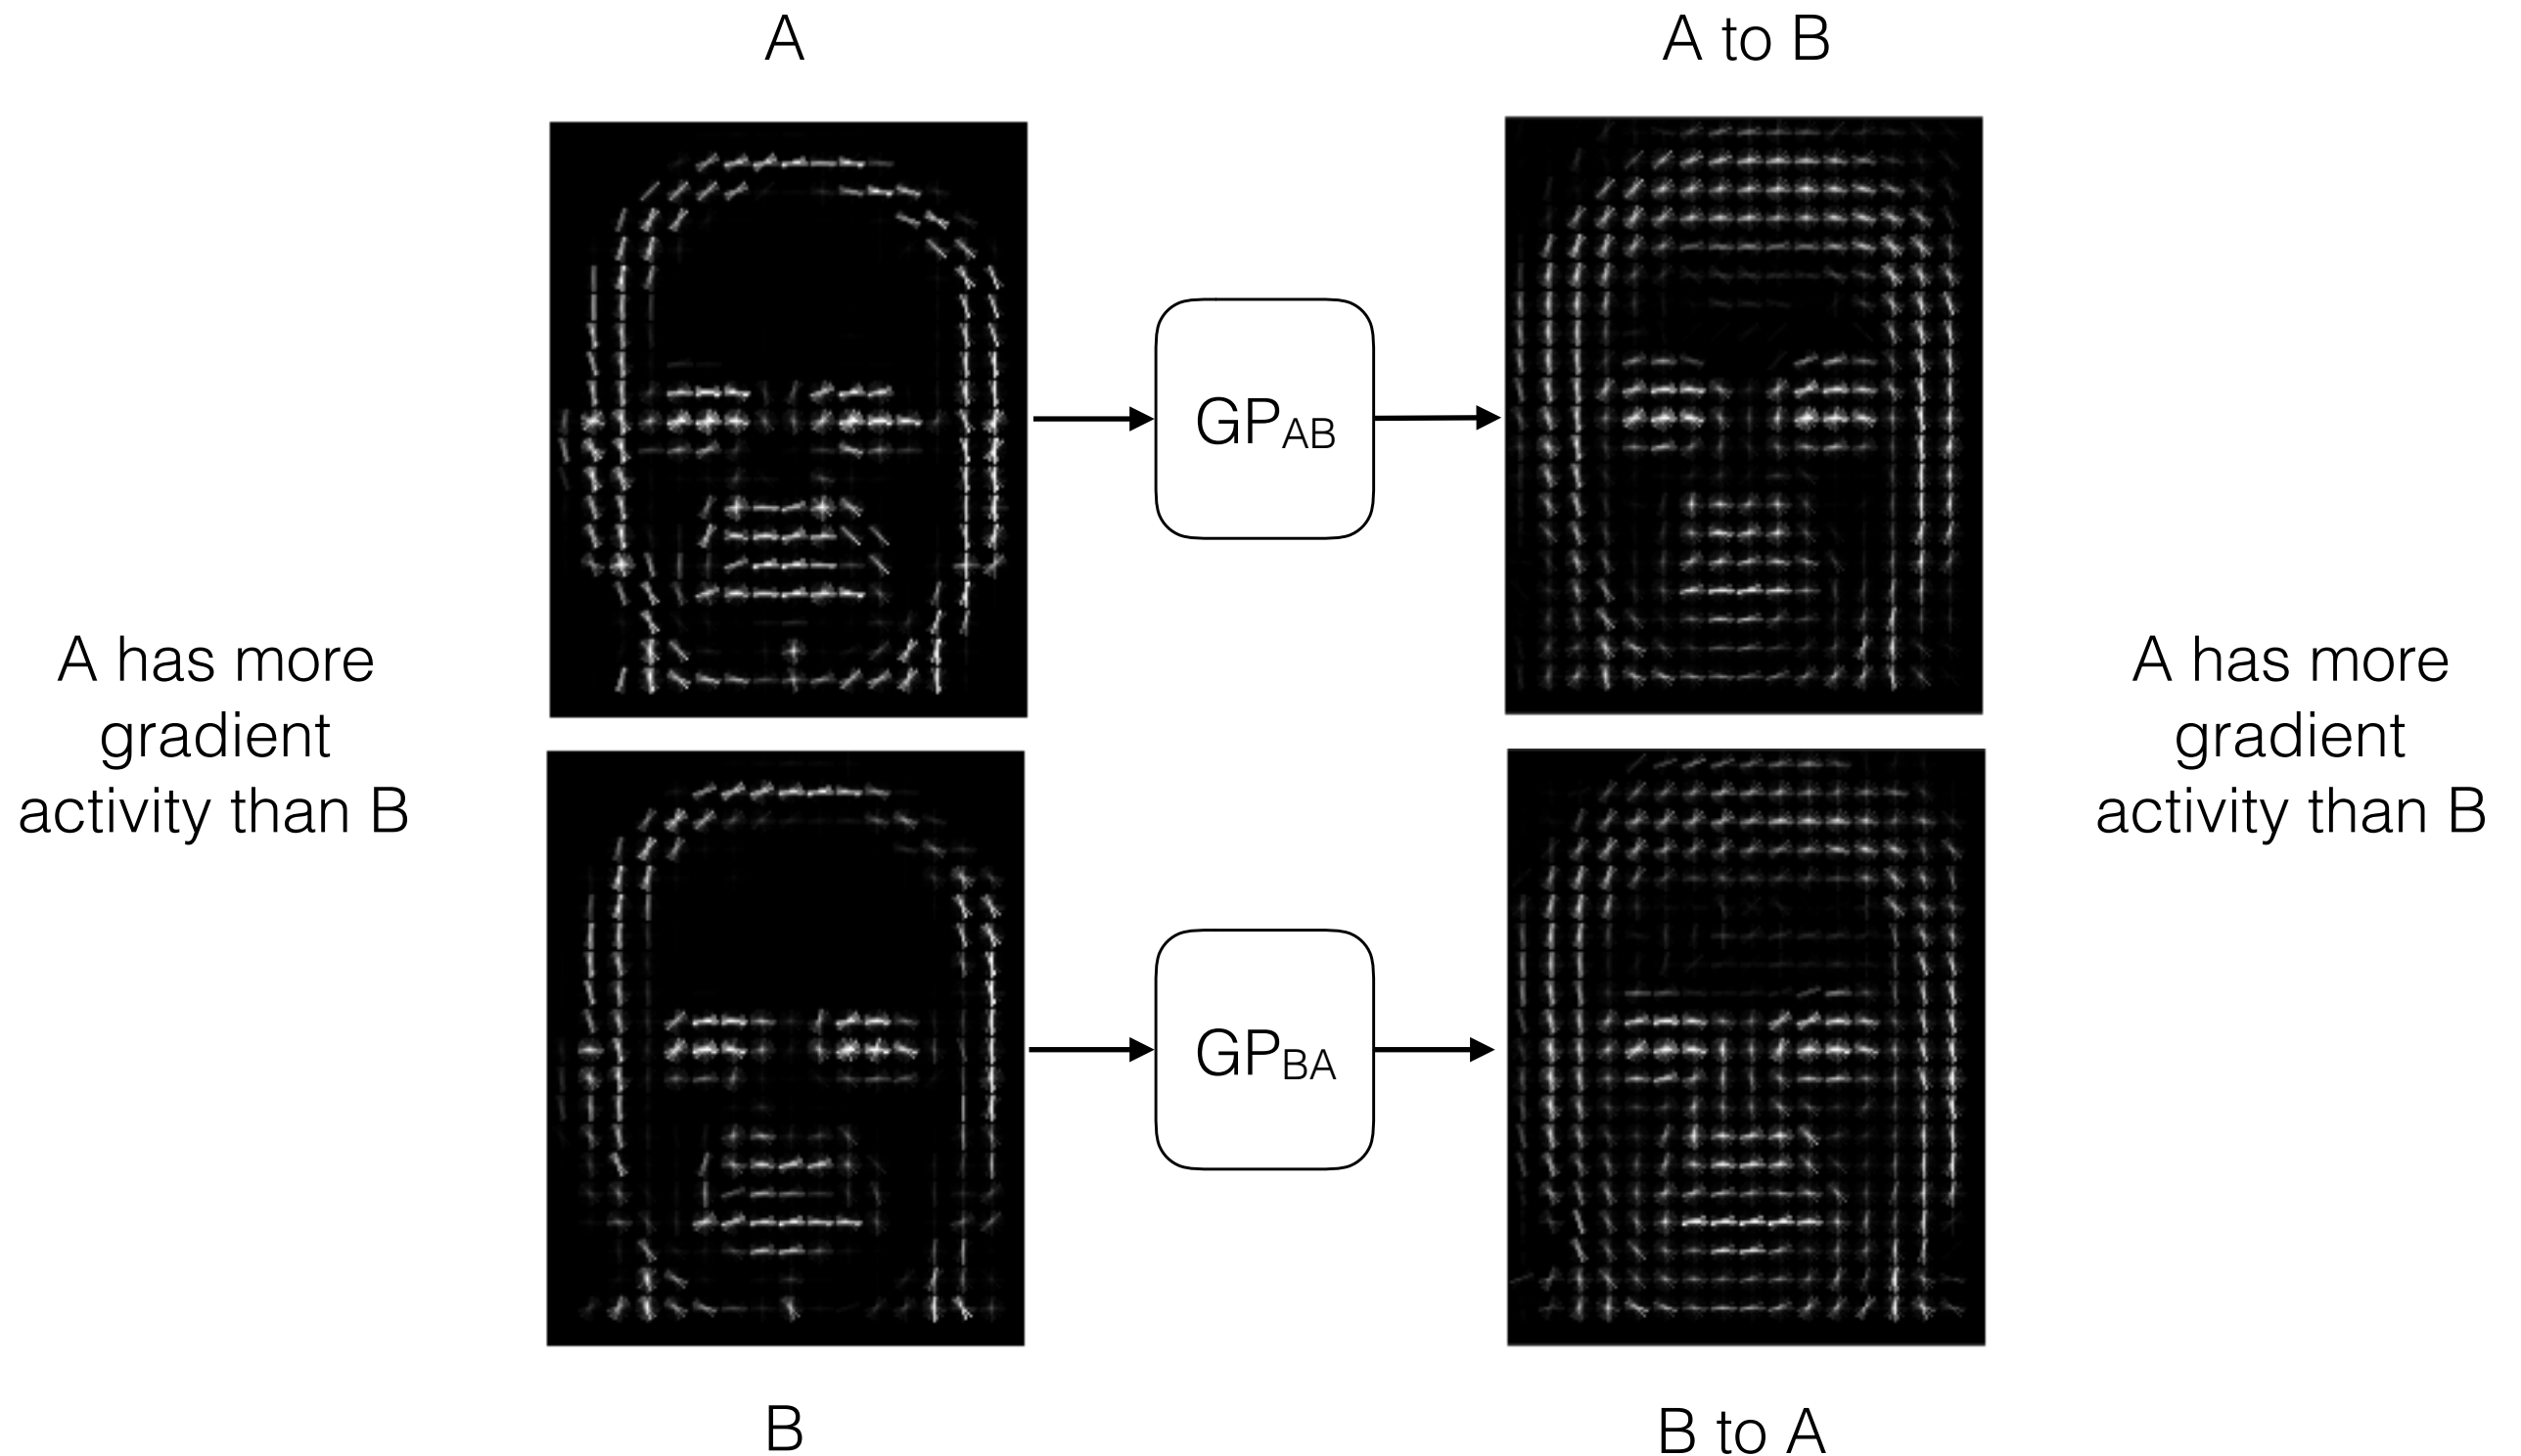 A
A to B
GPAB
A has more
gradient
activity than B
A has more
gradient
activity than B
GPBA
B
B to A